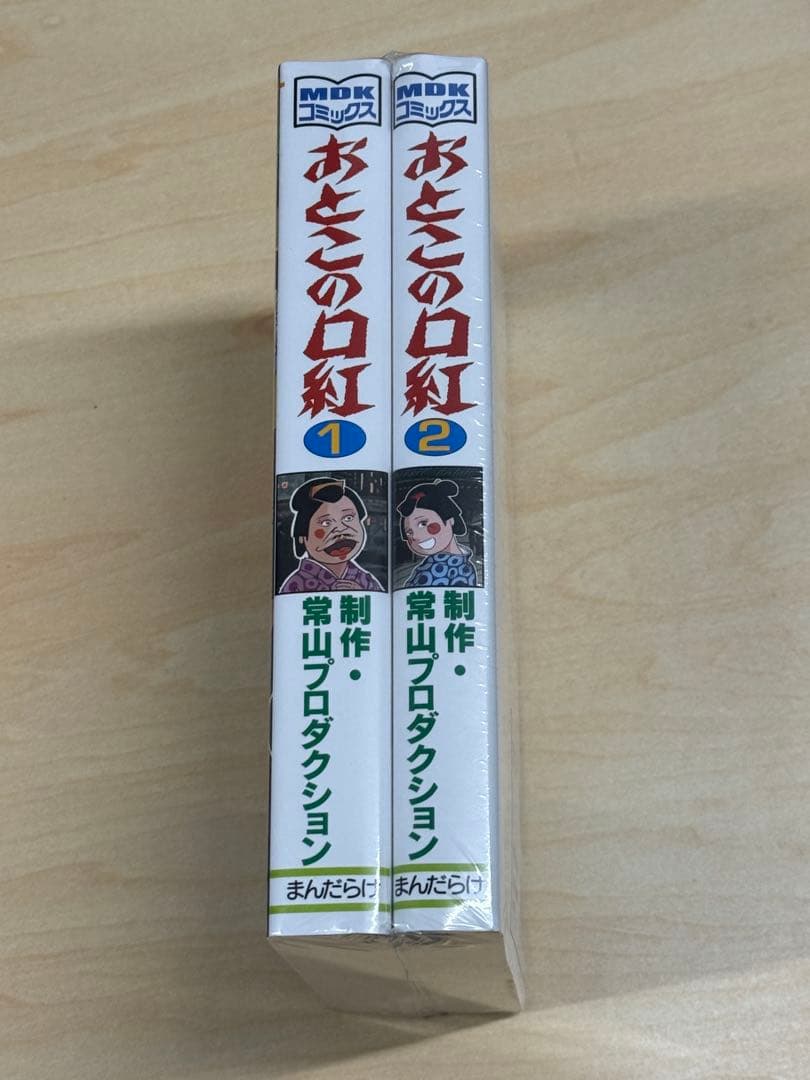 MDK
コミックス
おとこの口紅
1
制作・
常山プロダクション
まんだらけ
MDK
コミックス
おとこの口紅
2
制作・
常山プロダクション
まんだらけ